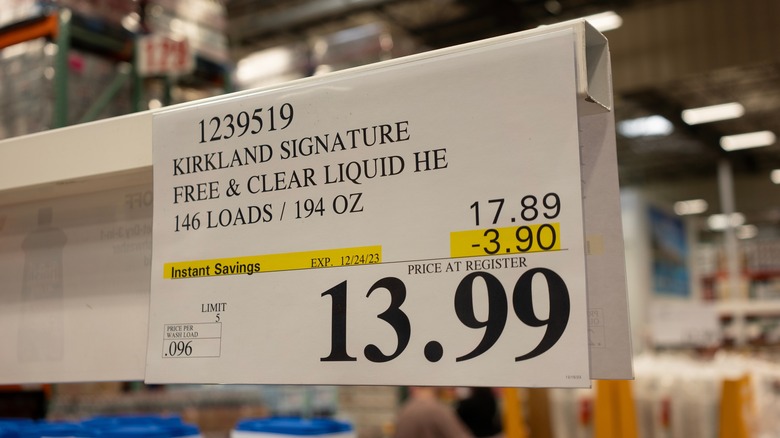 1239519
KIRKLAND SIGNATURE
FREE & CLEAR LIQUID HE
146 LOADS / 194 OZ
17.89
-3.90
Instant Savings EXP. 12/24/23
PRICE AT REGISTER
13.99
LIMIT
5
PRICE PER
WASH LOAD
.096